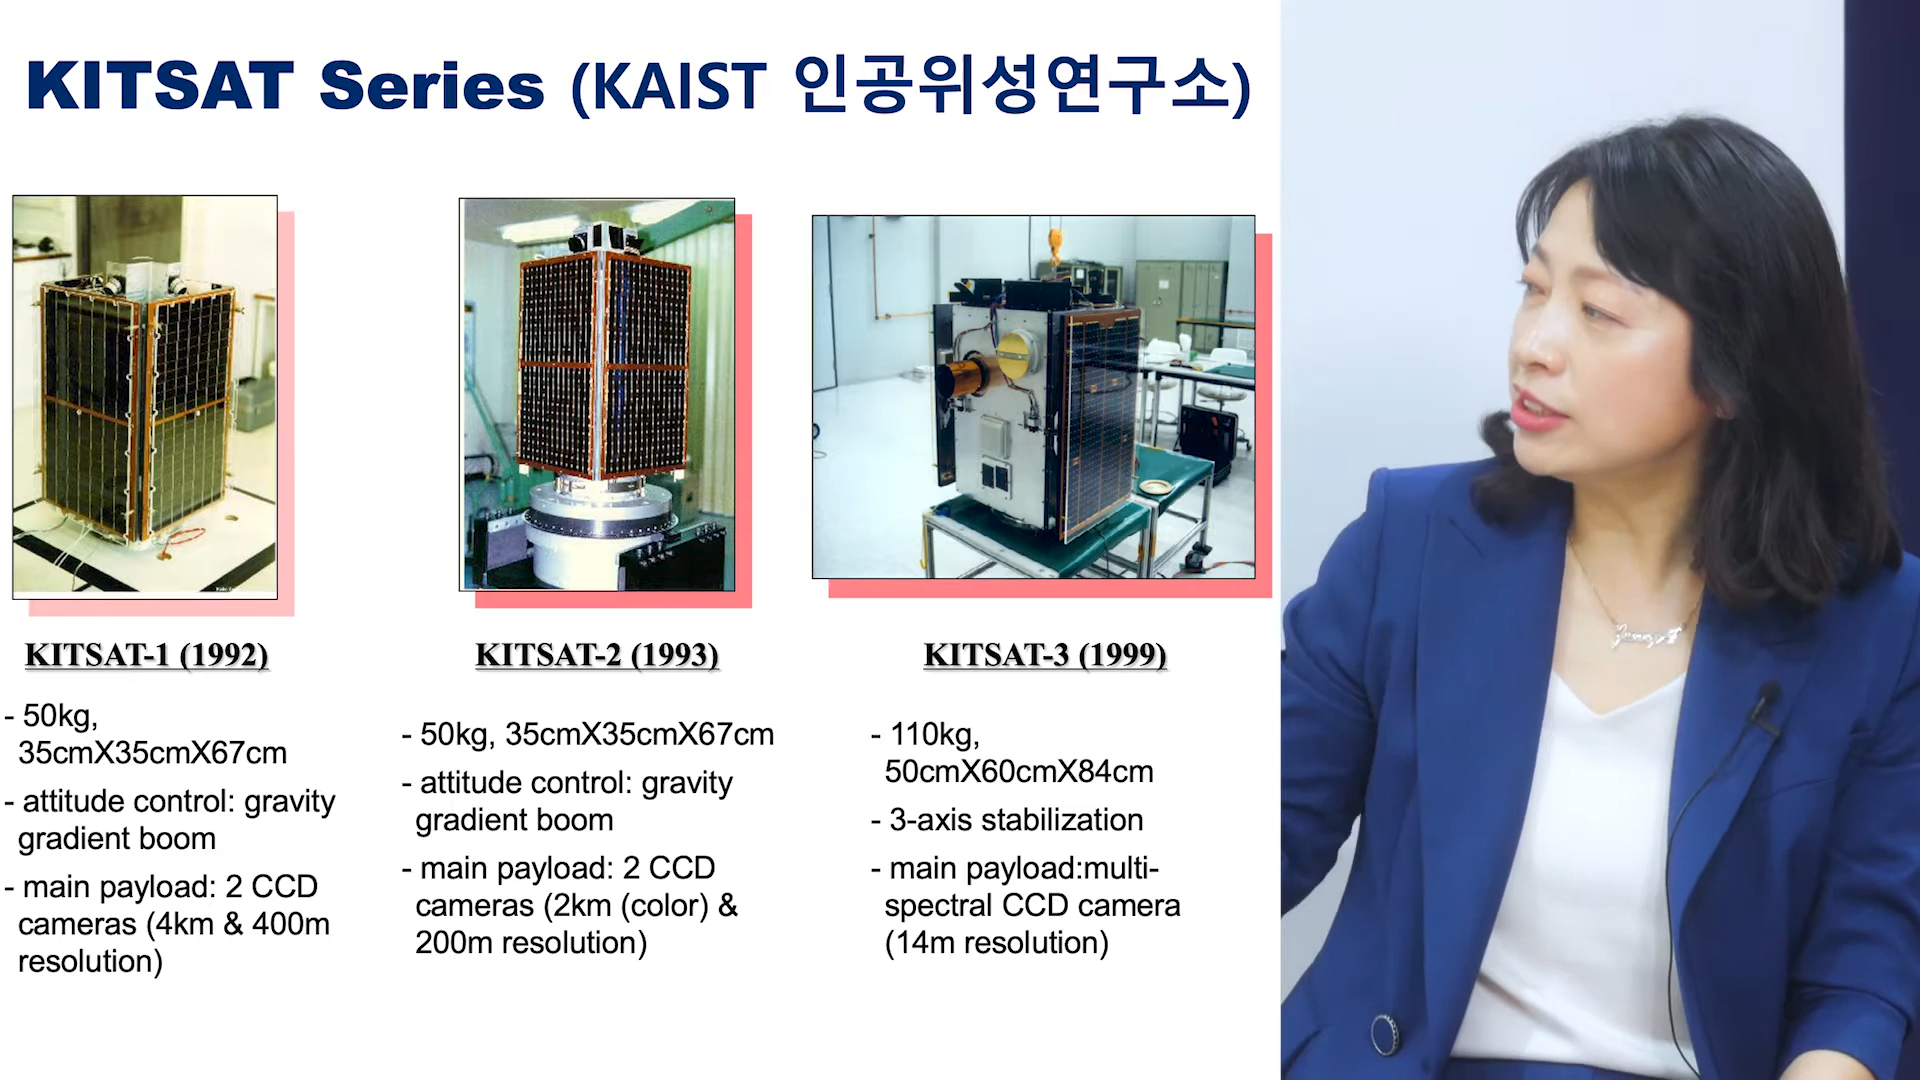 KITSAT Series (KAIST 인공위성연구소)
KITSAT-1 (1992)
- 50kg,
35cmX35cmX67cm
- attitude control: gravity
gradient boom
- main payload: 2 CCD
cameras (4km & 400m
resolution)
KITSAT-2 (1993)
- 50kg, 35cmX35cmX67cm
- attitude control: gravity
gradient boom
- main payload: 2 CCD
cameras (2km (color) &
200m resolution)
KITSAT-3 (1999)
- 110kg,
50cmX60cmX84cm
- 3-axis stabilization
- main payload:multi-
spectral CCD camera
(14m resolution)